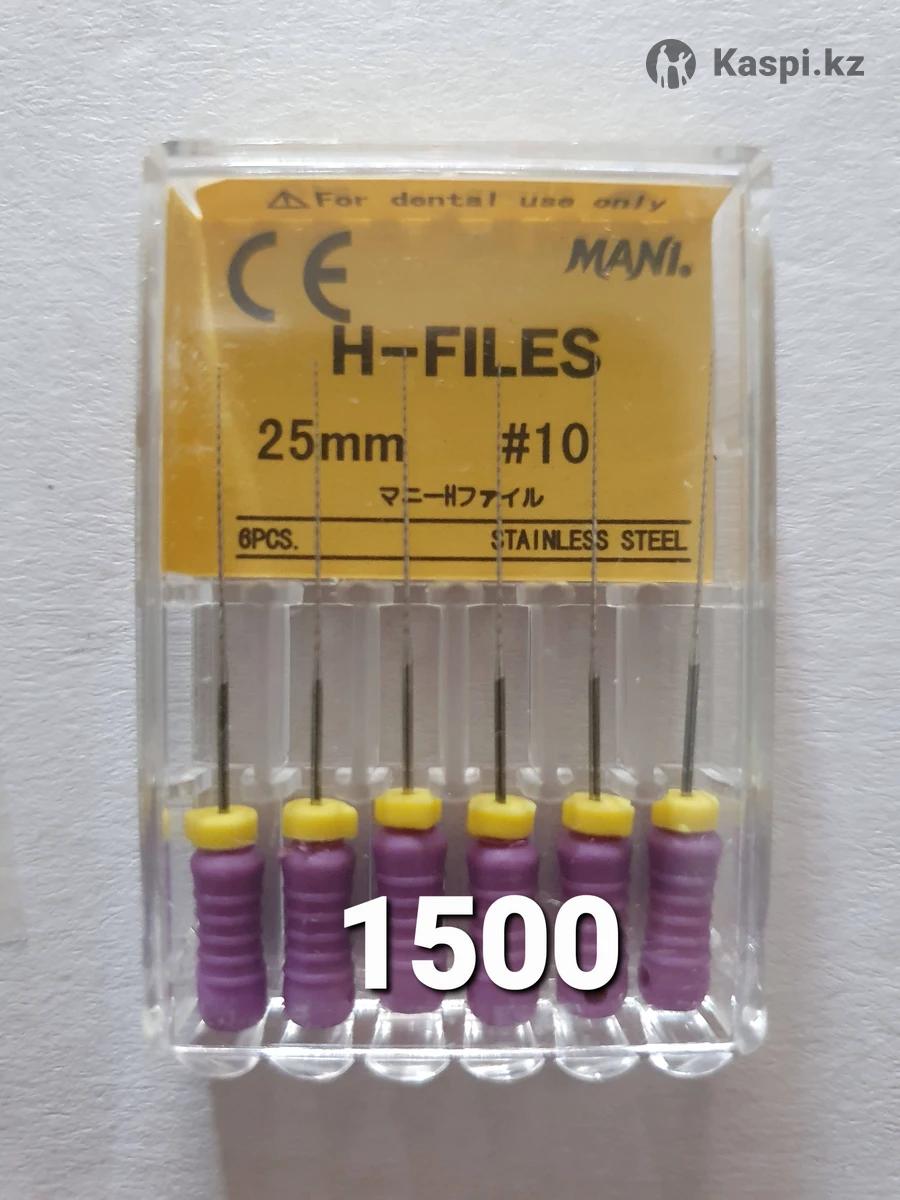 Kaspi.kz
⚠For dental use only
CE
MANI®
H-FILES
25mm #10
マニーHファイル
6PCS. STAINLESS STEEL
1500